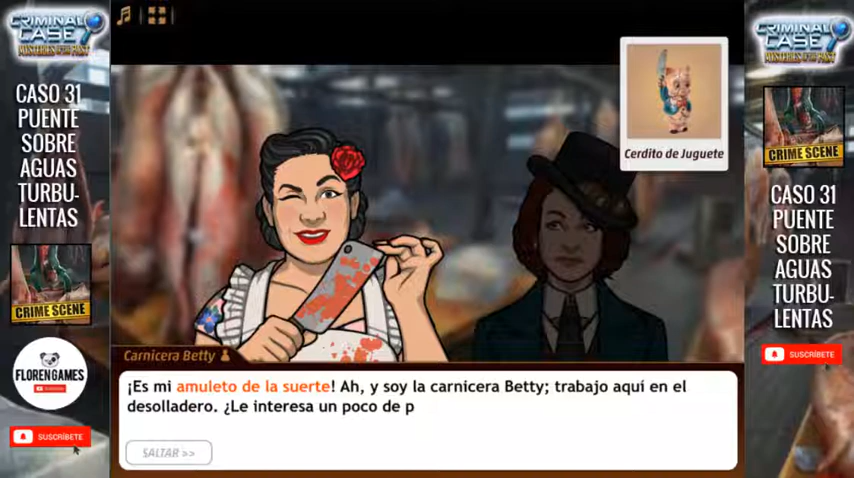 CRIMINAL
CASE
MYSTERIES OF THE PAST
CASO 31
PUENTE
SOBRE
AGUAS
TURBU-
LENTAS
CRIME SCENE
FLORENGAMES
SUSCRÍBETE
Cerdito de Juguete
Carnicera Betty
¡Es mi amuleto de la suerte! Ah, y soy la carnicera Betty; trabajo aquí en el
desolladero. ¿Le interesa un poco de p
SALTAR >>
CRIMINAL
CASE
MYSTERIES OF THE PAST
CRIME SCENE
CASO 31
PUENTE
SOBRE
AGUAS
TURBU-
LENTAS
SUSCRÍBETE